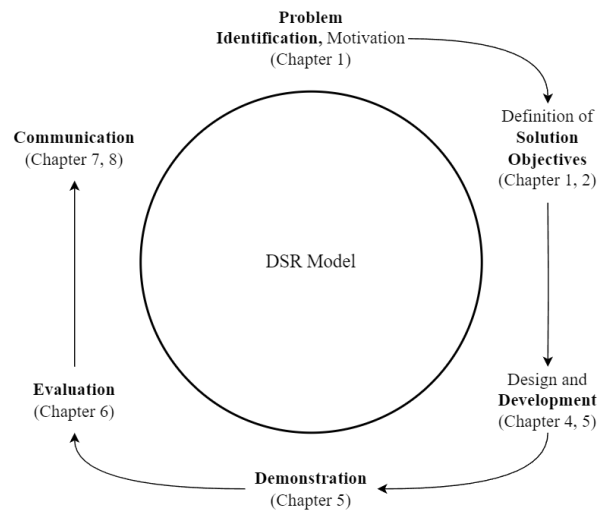 Problem
Identification, Motivation
(Chapter 1)
Definition of
Solution
Objectives
(Chapter 1, 2)
Design and
Development
(Chapter 4, 5)
Demonstration
(Chapter 5)
Evaluation
(Chapter 6)
Communication
(Chapter 7, 8)
DSR Model